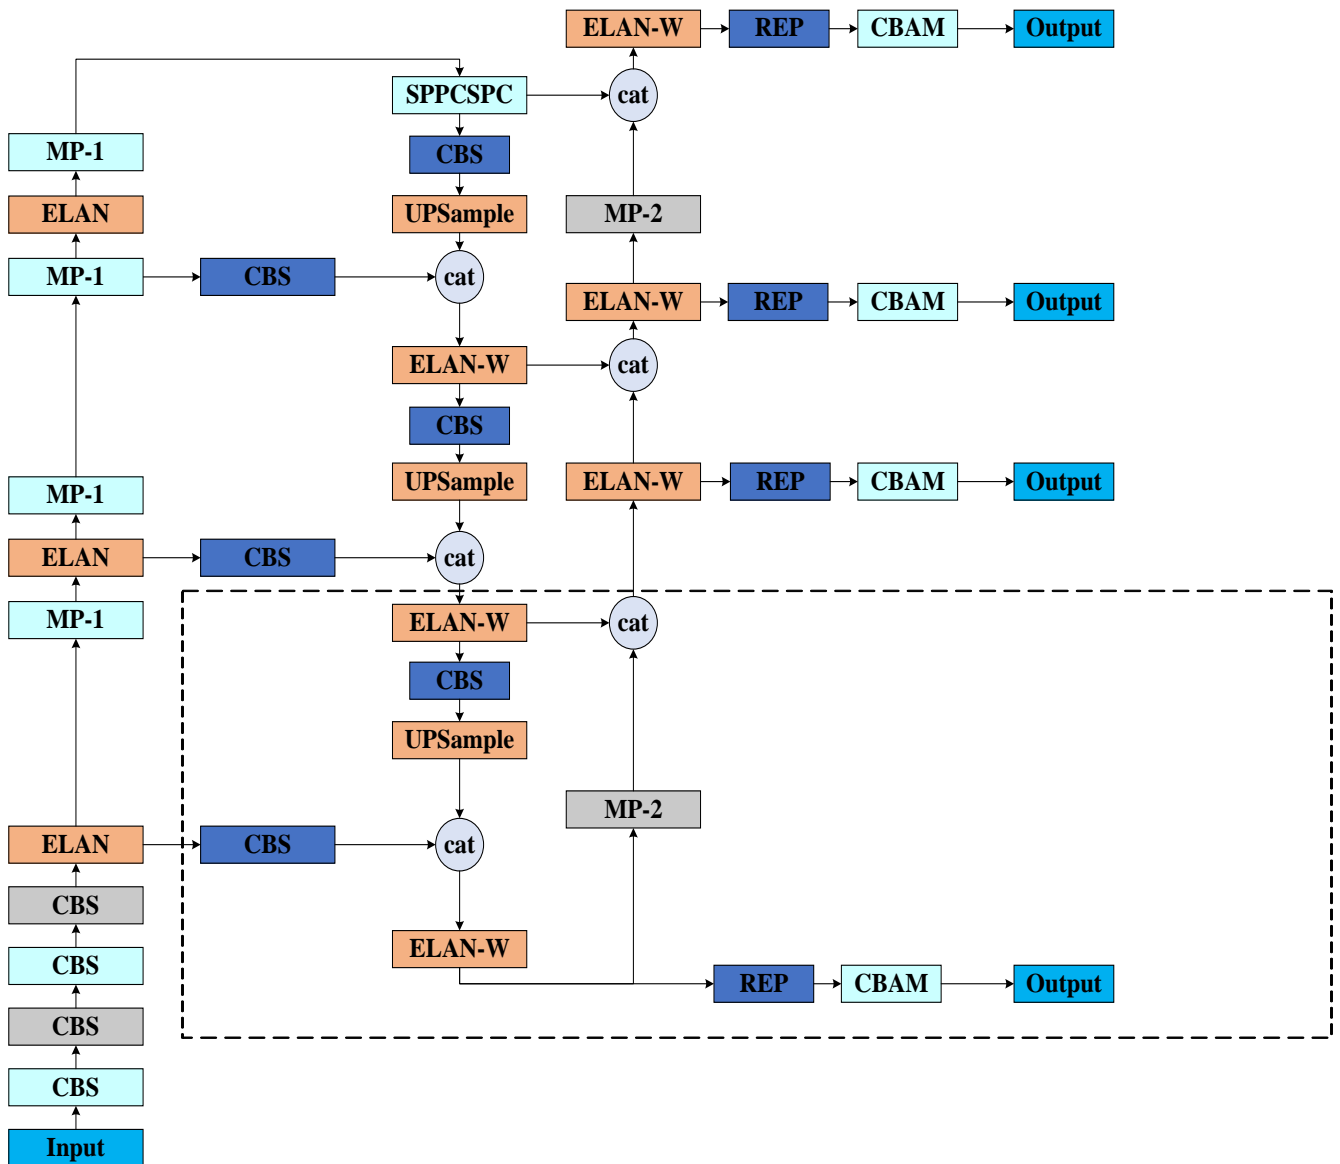 ELAN-W REP CBAM Output
SPPCSPC cat
MP-1 CBS
ELAN UPSample MP-2
MP-1 CBS cat
ELAN-W REP CBAM Output
ELAN-W cat
CBS
MP-1 UPSample ELAN-W REP CBAM Output
ELAN CBS cat
MP-1 ELAN-W cat
CBS
UPSample
MP-2
ELAN CBS cat
CBS
ELAN-W
CBS REP CBAM Output
CBS
CBS
Input